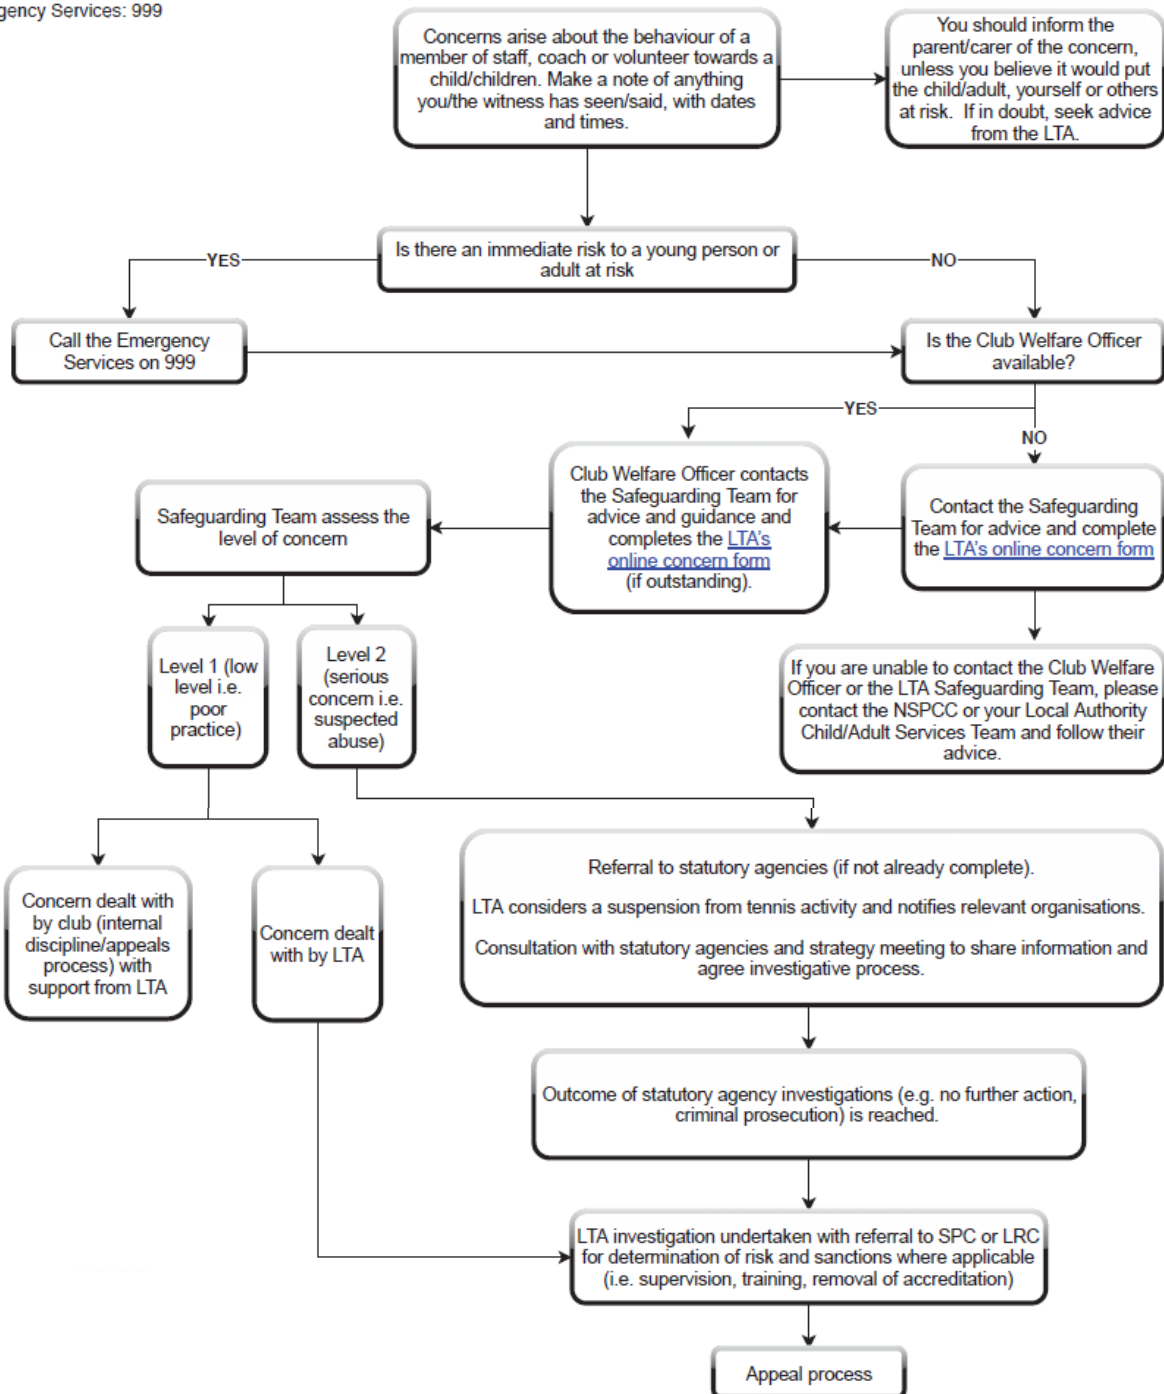 gency Services: 999
Concerns arise about the behaviour of a
member of staff, coach or volunteer towards a
child/children. Make a note of anything
you/the witness has seen/said, with dates
and times.
You should inform the
parent/carer of the concern,
unless you believe it would put
the child/adult, yourself or others
at risk. If in doubt, seek advice
from the LTA.
Is there an immediate risk to a young person or
adult at risk
YES
NO
Call the Emergency
Services on 999
Is the Club Welfare Officer
available?
YES
NO
Club Welfare Officer contacts
the Safeguarding Team for
advice and guidance and
completes the LTA's
online concern form
(if outstanding).
Contact the Safeguarding
Team for advice and complete
the LTA's online concern form
Safeguarding Team assess the
level of concern
Level 1 (low
level i.e.
poor
practice)
Level 2
(serious
concern i.e.
suspected
abuse)
If you are unable to contact the Club Welfare
Officer or the LTA Safeguarding Team, please
contact the NSPCC or your Local Authority
Child/Adult Services Team and follow their
advice.
Concern dealt with
by club (internal
discipline/appeals
process) with
support from LTA
Concern dealt
with by LTA
Referral to statutory agencies (if not already complete).
LTA considers a suspension from tennis activity and notifies relevant organisations.
Consultation with statutory agencies and strategy meeting to share information and
agree investigative process.
Outcome of statutory agency investigations (e.g. no further action,
criminal prosecution) is reached.
LTA investigation undertaken with referral to SPC or LRC
for determination of risk and sanctions where applicable
(i.e. supervision, training, removal of accreditation)
Appeal process